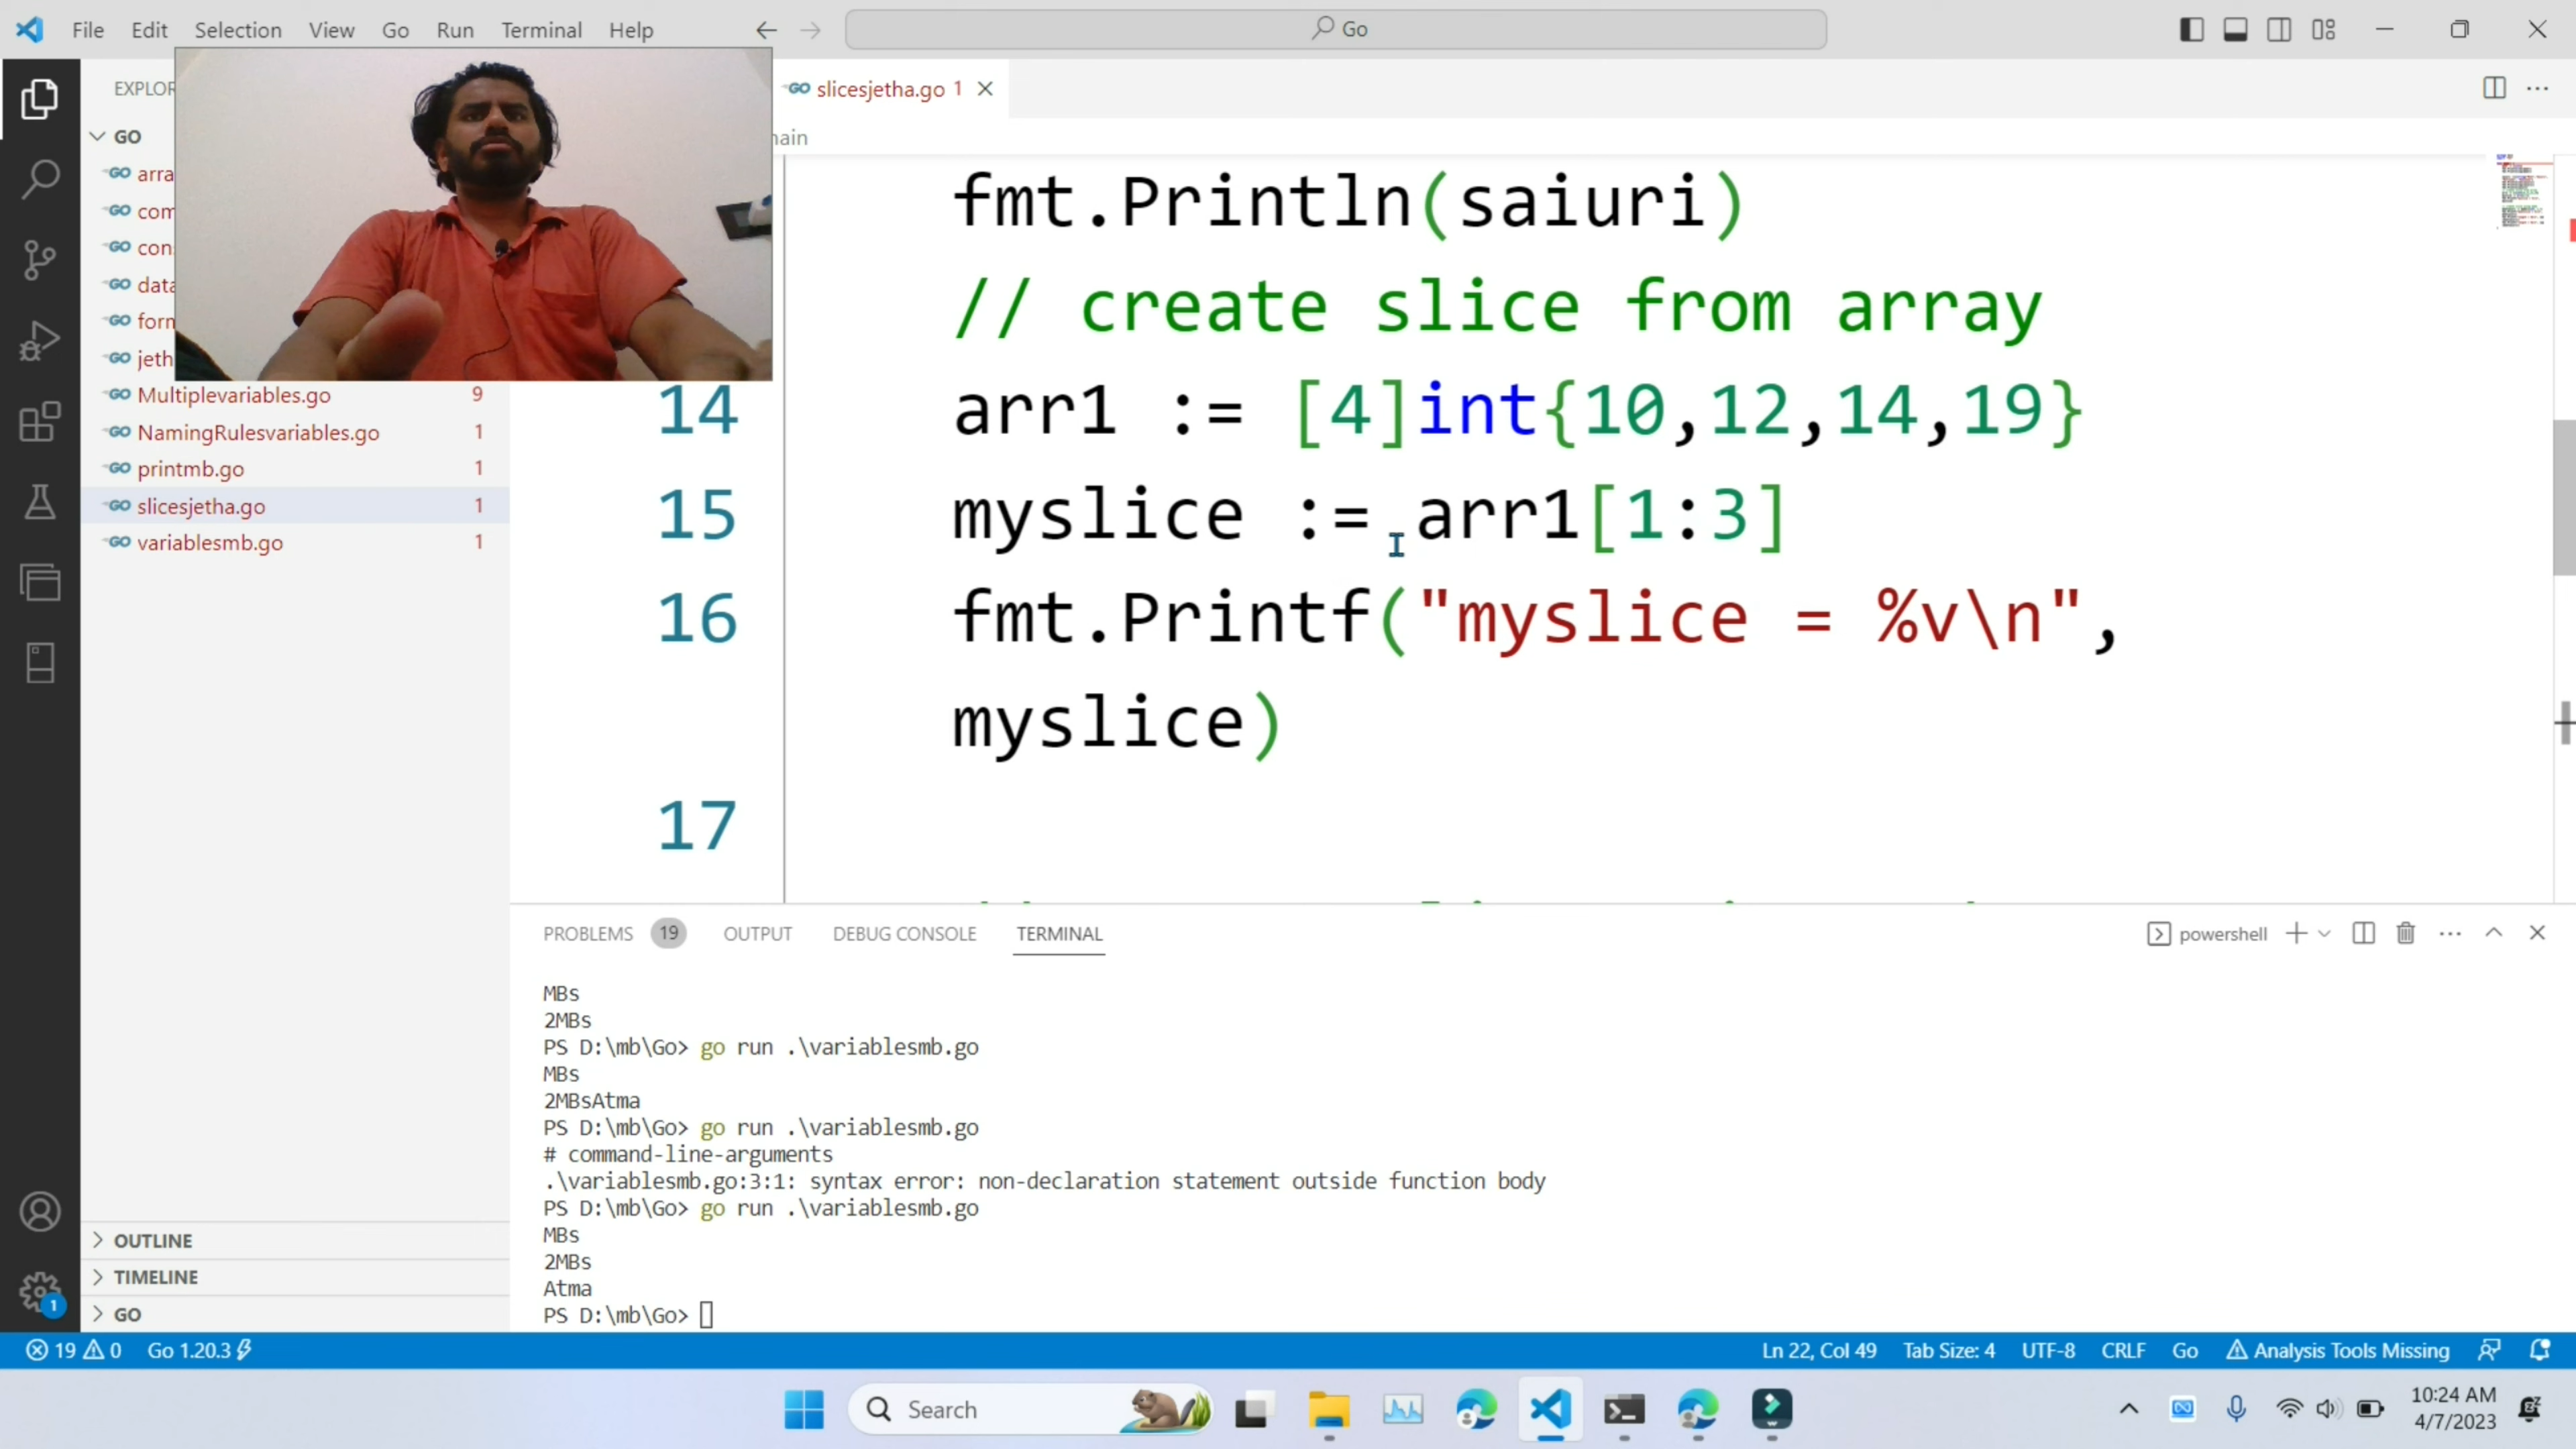 File Edit Selection View Go Run Terminal Help
Go
slicesjetha.go 1
GO
Multiplevariables.go 9
NamingRulesvariables.go 1
printmb.go 1
slicesjetha.go 1
variablesmb.go 1
OUTLINE
TIMELINE
GO
fmt.Println(saiuri)
// create slice from array
14 arr1 := [4]int{10,12,14,19}
15 myslice := arr1[1:3]
16 fmt.Printf("myslice = %v\n",
myslice)
17
PROBLEMS 19 OUTPUT DEBUG CONSOLE TERMINAL
powershell
MBs
2MBs
PS D:\mb\Go> go run .\variablesmb.go
MBs
2MBsAtma
PS D:\mb\Go> go run .\variablesmb.go
# command-line-arguments
.\variablesmb.go:3:1: syntax error: non-declaration statement outside function body
PS D:\mb\Go> go run .\variablesmb.go
MBs
2MBs
Atma
PS D:\mb\Go>
19 0 Go 1.20.3
Ln 22, Col 49 Tab Size: 4 UTF-8 CRLF Go Analysis Tools Missing
Search
10:24 AM
4/7/2023